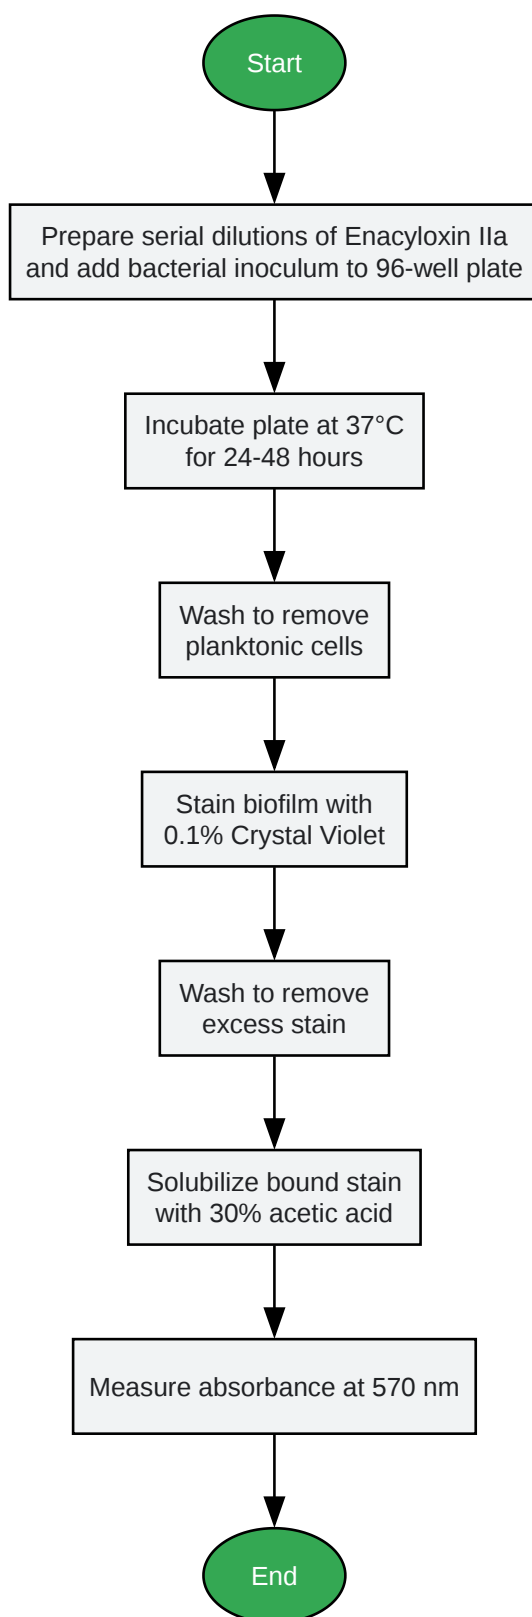 Start
Prepare serial dilutions of Enacyloxin IIa
and add bacterial inoculum to 96-well plate
Incubate plate at 37°C
for 24-48 hours
Wash to remove
planktonic cells
Stain biofilm with
0.1% Crystal Violet
Wash to remove
excess stain
Solubilize bound stain
with 30% acetic acid
Measure absorbance at 570 nm
End